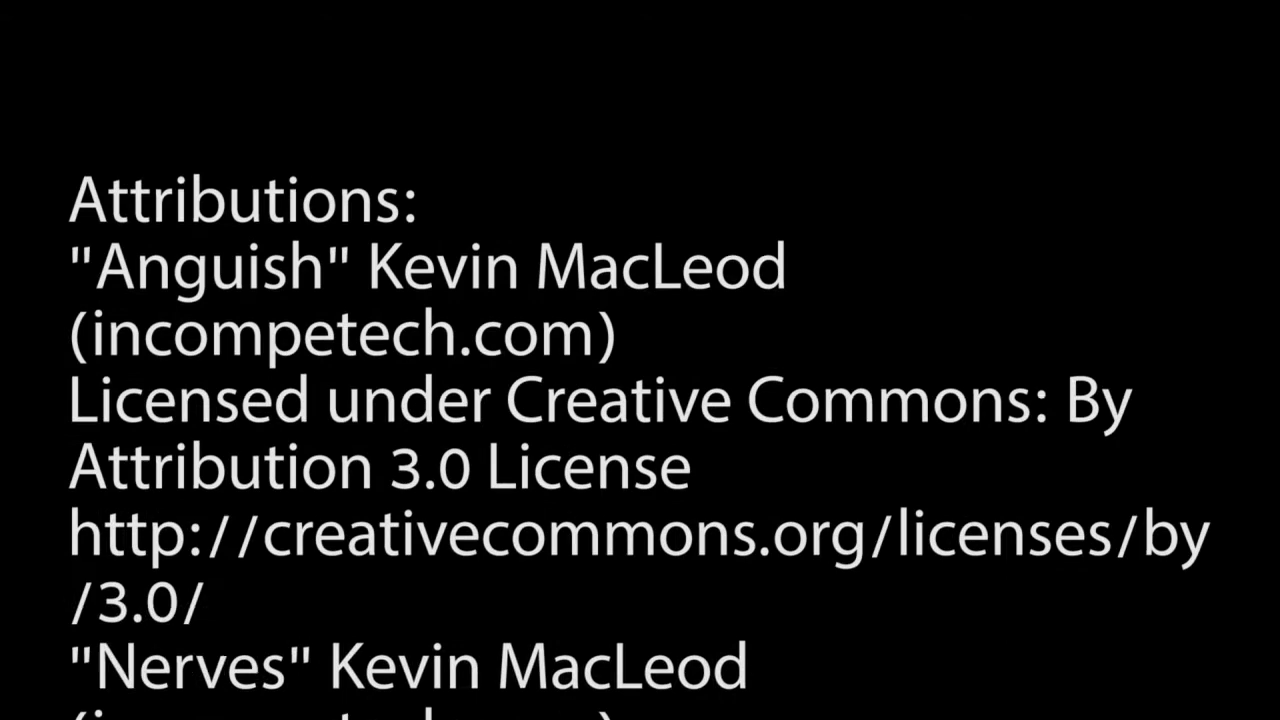 Attributions:
"Anguish" Kevin MacLeod
(incompetech.com)
Licensed under Creative Commons: By
Attribution 3.0 License
http://creativecommons.org/licenses/by
/3.0/
"Nerves" Kevin MacLeod